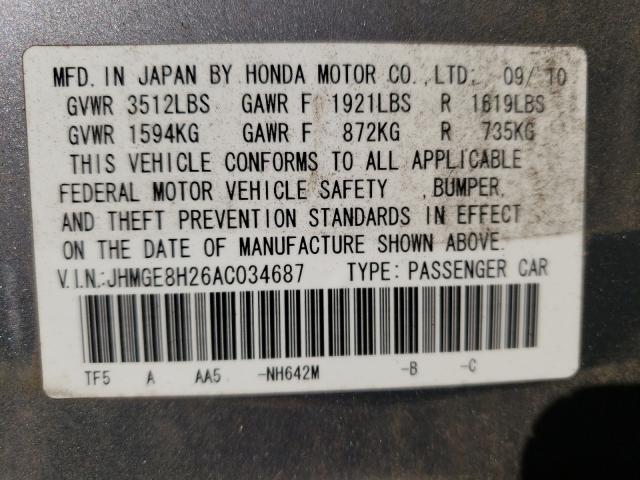 MFD. IN JAPAN BY HONDA MOTOR CO.,LTD. 09/10
GVWR 3512LBS GAWR F 1921LBS R 1619LBS
GVWR 1594KG GAWR F 872KG R 735KG
THIS VEHICLE CONFORMS TO ALL APPLICABLE
FEDERAL MOTOR VEHICLE SAFETY ,BUMPER,
AND THEFT PREVENTION STANDARDS IN EFFECT
ON THE DATE OF MANUFACTURE SHOWN ABOVE.
V.I.N.:JHMGE8H26AC034687 TYPE: PASSENGER CAR
TF5 A AA5 -NH642M -B -C